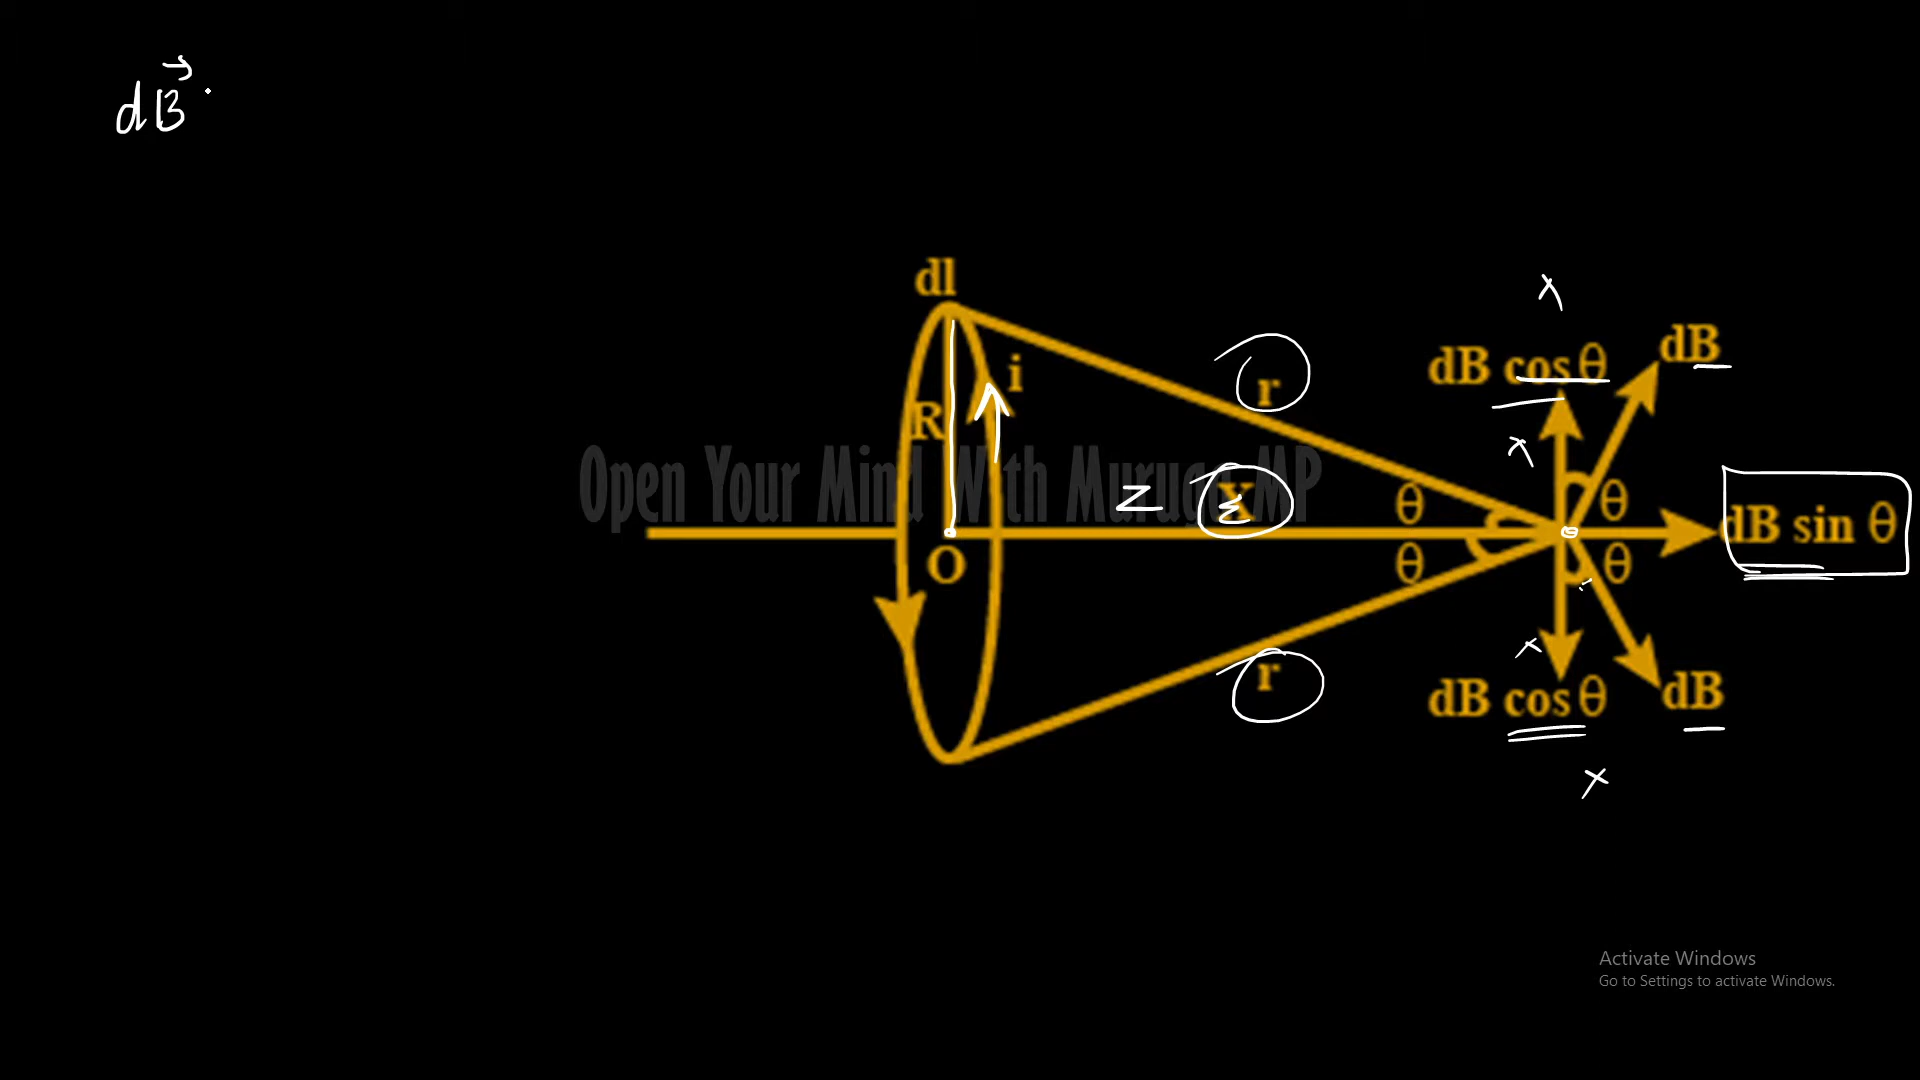 dB⃗
dl
i
r
dB cos θ
dB
R
Open Your Mind With Muruga MP
Z
X
θ
θ
dB sin θ
O
θ
θ
r
dB cos θ
dB
Activate Windows
Go to Settings to activate Windows.